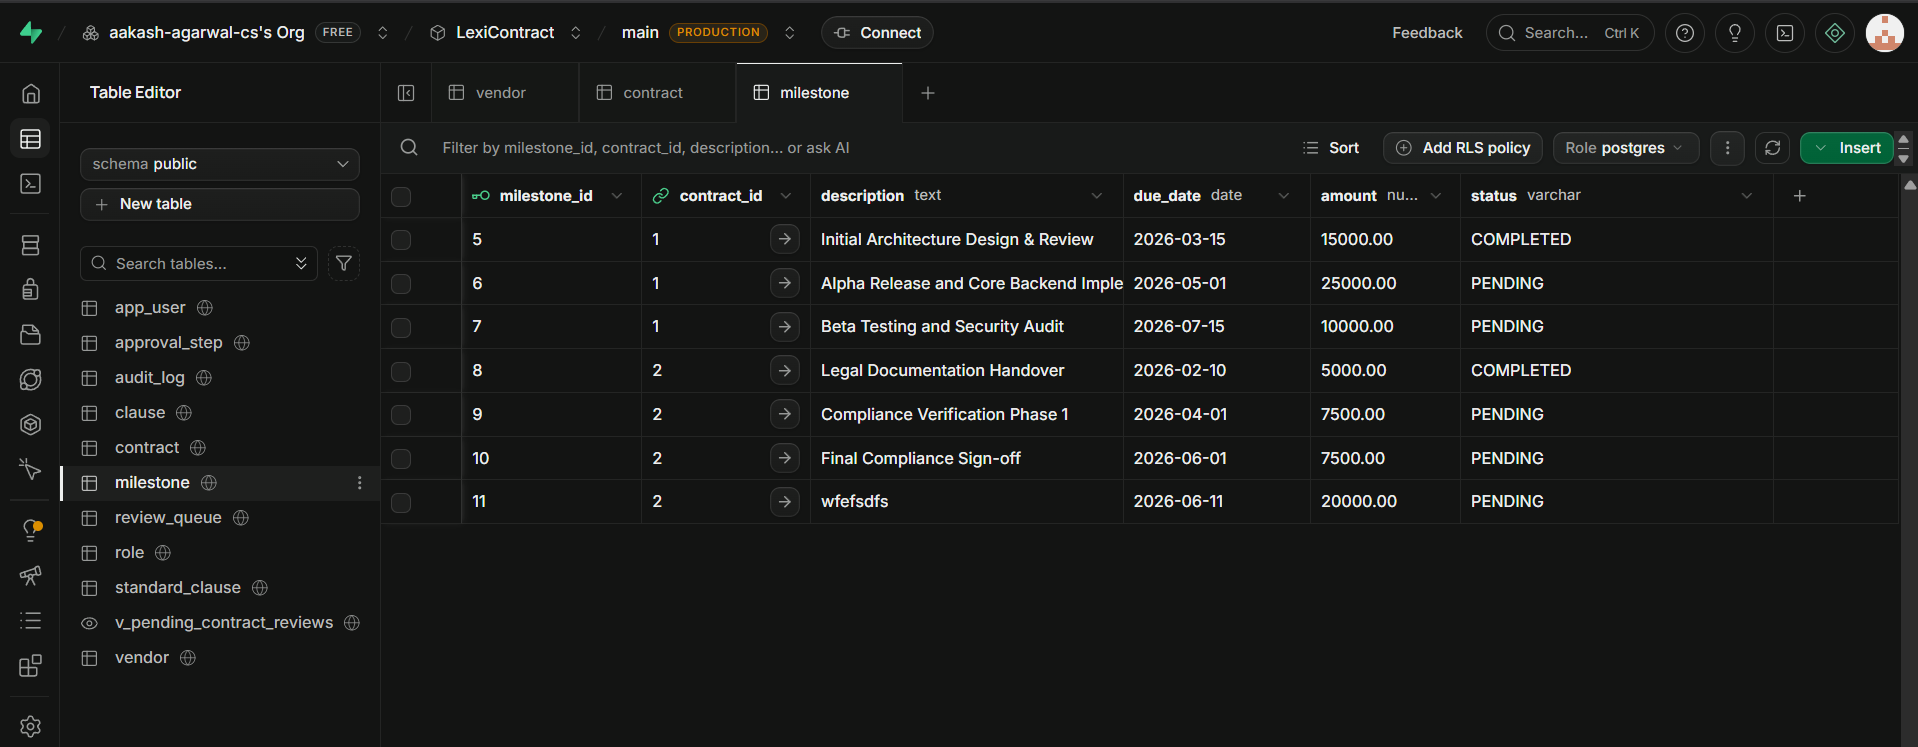 aakash-agarwal-cs's Org FREE LexiContract main PRODUCTION Connect Feedback Search... Ctrl K
Table Editor
vendor contract milestone
schema public
New table
Search tables...
app_user
approval_step
audit_log
clause
contract
milestone
review_queue
role
standard_clause
v_pending_contract_reviews
vendor
Filter by milestone_id, contract_id, description... or ask AI Sort Add RLS policy Role postgres Insert
milestone_id contract_id description text due_date date amount nu... status varchar
5 1 Initial Architecture Design & Review 2026-03-15 15000.00 COMPLETED
6 1 Alpha Release and Core Backend Imple 2026-05-01 25000.00 PENDING
7 1 Beta Testing and Security Audit 2026-07-15 10000.00 PENDING
8 2 Legal Documentation Handover 2026-02-10 5000.00 COMPLETED
9 2 Compliance Verification Phase 1 2026-04-01 7500.00 PENDING
10 2 Final Compliance Sign-off 2026-06-01 7500.00 PENDING
11 2 wfefsdfs 2026-06-11 20000.00 PENDING